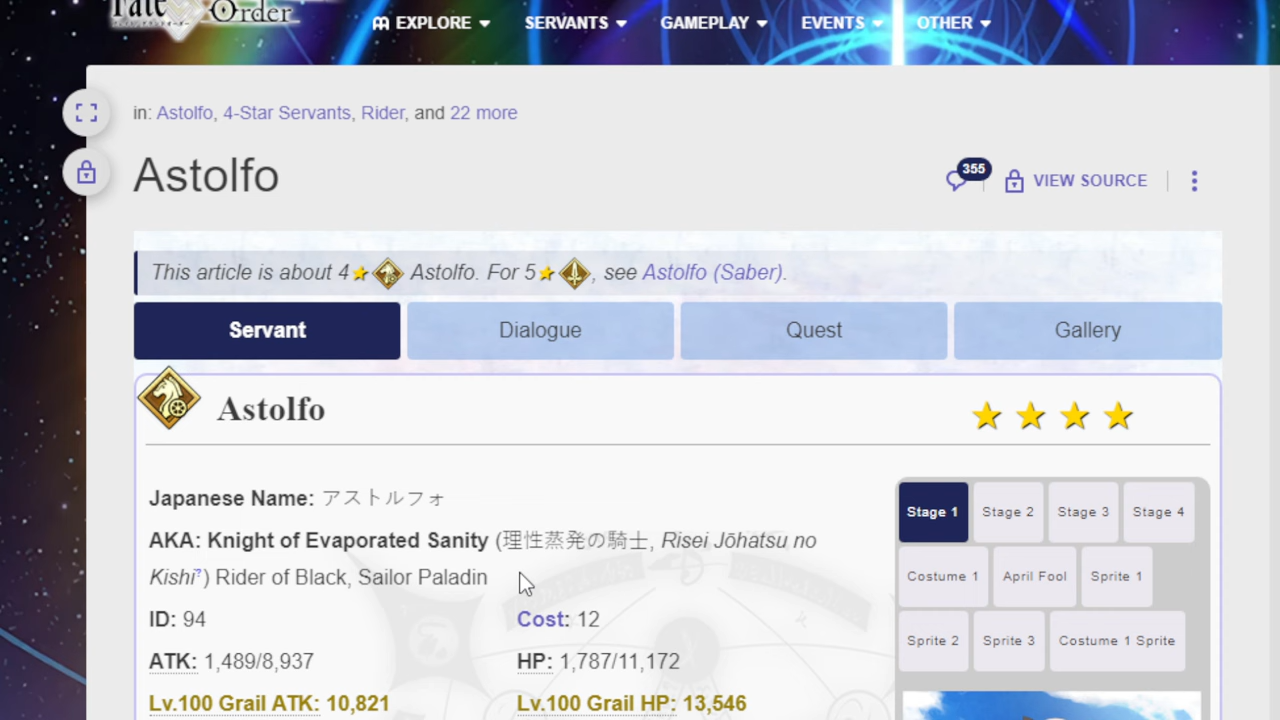 Fate
Order
EXPLORE SERVANTS GAMEPLAY EVENTS OTHER
in: Astolfo, 4-Star Servants, Rider, and 22 more
Astolfo
355
VIEW SOURCE
This article is about 4 Astolfo. For 5 , see Astolfo (Saber).
Servant Dialogue Quest Gallery
Astolfo
Japanese Name: アストルフォ
AKA: Knight of Evaporated Sanity (理性蒸発の騎士, Risei Jōhatsu no
Kishi?) Rider of Black, Sailor Paladin
ID: 94
Cost: 12
ATK: 1,489/8,937
HP: 1,787/11,172
Lv.100 Grail ATK: 10,821
Lv.100 Grail HP: 13,546
Stage 1 Stage 2 Stage 3 Stage 4
Costume 1 April Fool Sprite 1
Sprite 2 Sprite 3 Costume 1 Sprite